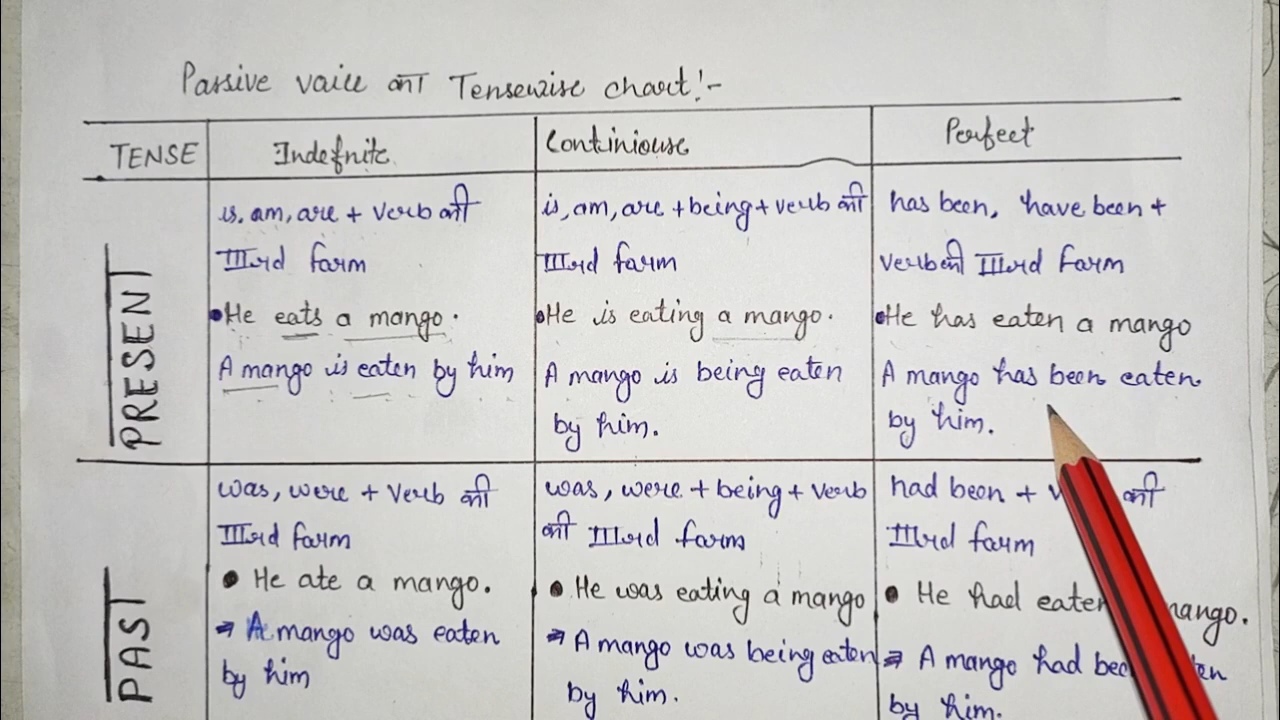 Passive vaice का Tensewise chart!-
TENSE
Indefnite
Continiouse
Perfect
PRESENT
is, am, are + verb की
IIIrd farm
•He eats a mango.
A mango is eaten by him
is, am, are + being + verb की
IIIrd farm
•He is eating a mango.
A mango is being eaten
by him.
has been, have been +
verb की IIIrd farm
•He has eaten a mango
A mango has been eaten.
by him.
PAST
was, were + verb की
IIIrd farm
• He ate a mango.
⇒ A mango was eaten
by him
was, were + being + verb
की IIIrd farm
• He was eating a mango
⇒ A mango was being eaten
by him.
had been + की
IIIrd farm
• He had eaten mango.
⇒ A mango had
by him.